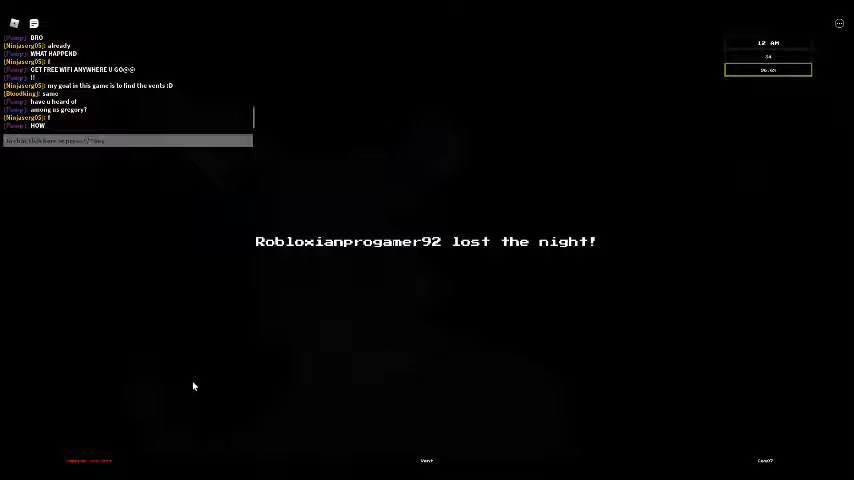 [Pump]: BRO
[Ninjaserg05]: already
[Pump]: WHAT HAPPEND
[Ninjaserg05]: f
[Pump]: GET FREE WIFI ANYWHERE U GO@@
[Pump]: !!
[Ninjaserg05]: my goal in this game is to find the vents :D
[Bloodking]: same
[Pump]: have u heard of
[Pump]: among us gregory?
[Ninjaserg05]: f
[Pump]: HOW
12 AM
Robloxianprogamer92 lost the night!
Vent
Cam07